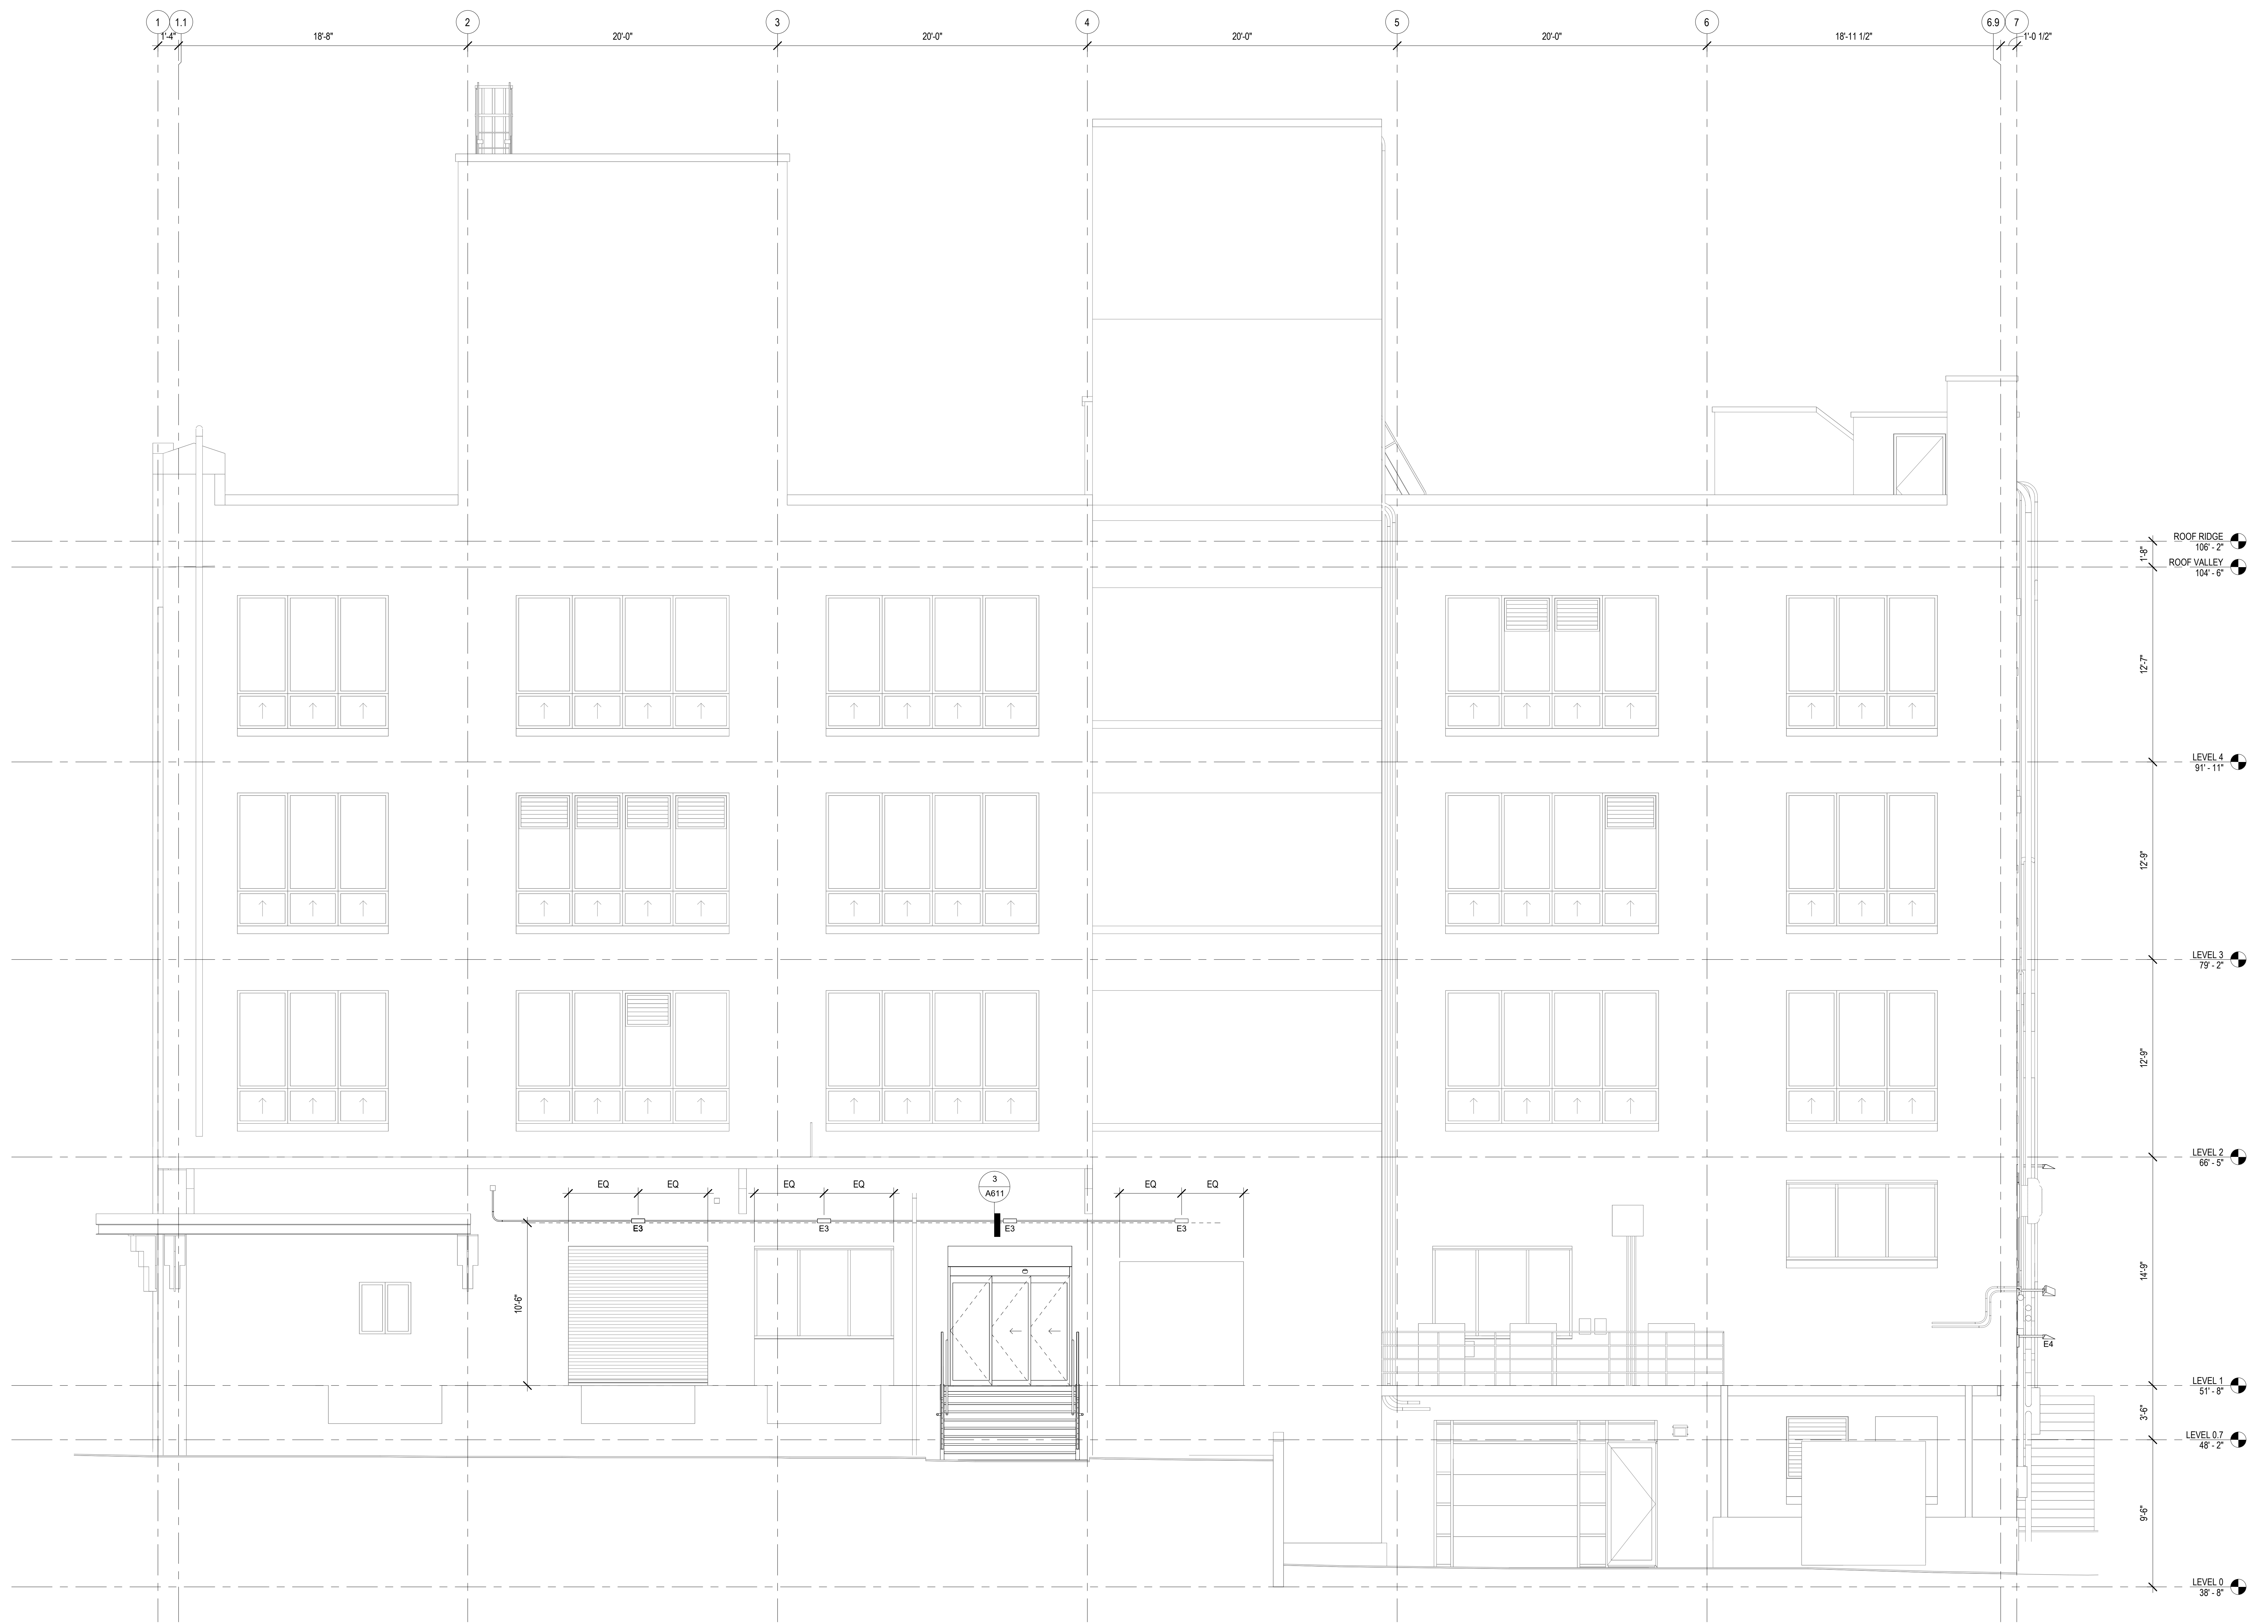 1
1.1
2
3
4
5
6
6.9
7
1'-4"
18'-8"
20'-0"
20'-0"
20'-0"
20'-0"
18'-11 1/2"
1'-0 1/2"
ROOF RIDGE
106' - 2"
1'-8"
ROOF VALLEY
104' - 6"
12'-7"
LEVEL 4
91' - 11"
12'-9"
LEVEL 3
79' - 2"
12'-9"
LEVEL 2
66' - 5"
3
A611
EQ
EQ
EQ
EQ
EQ
EQ
E3
E3
E3
E3
10'-6"
14'-9"
E4
LEVEL 1
51' - 8"
3'-6"
LEVEL 0.7
48' - 2"
9'-6"
LEVEL 0
38' - 8"